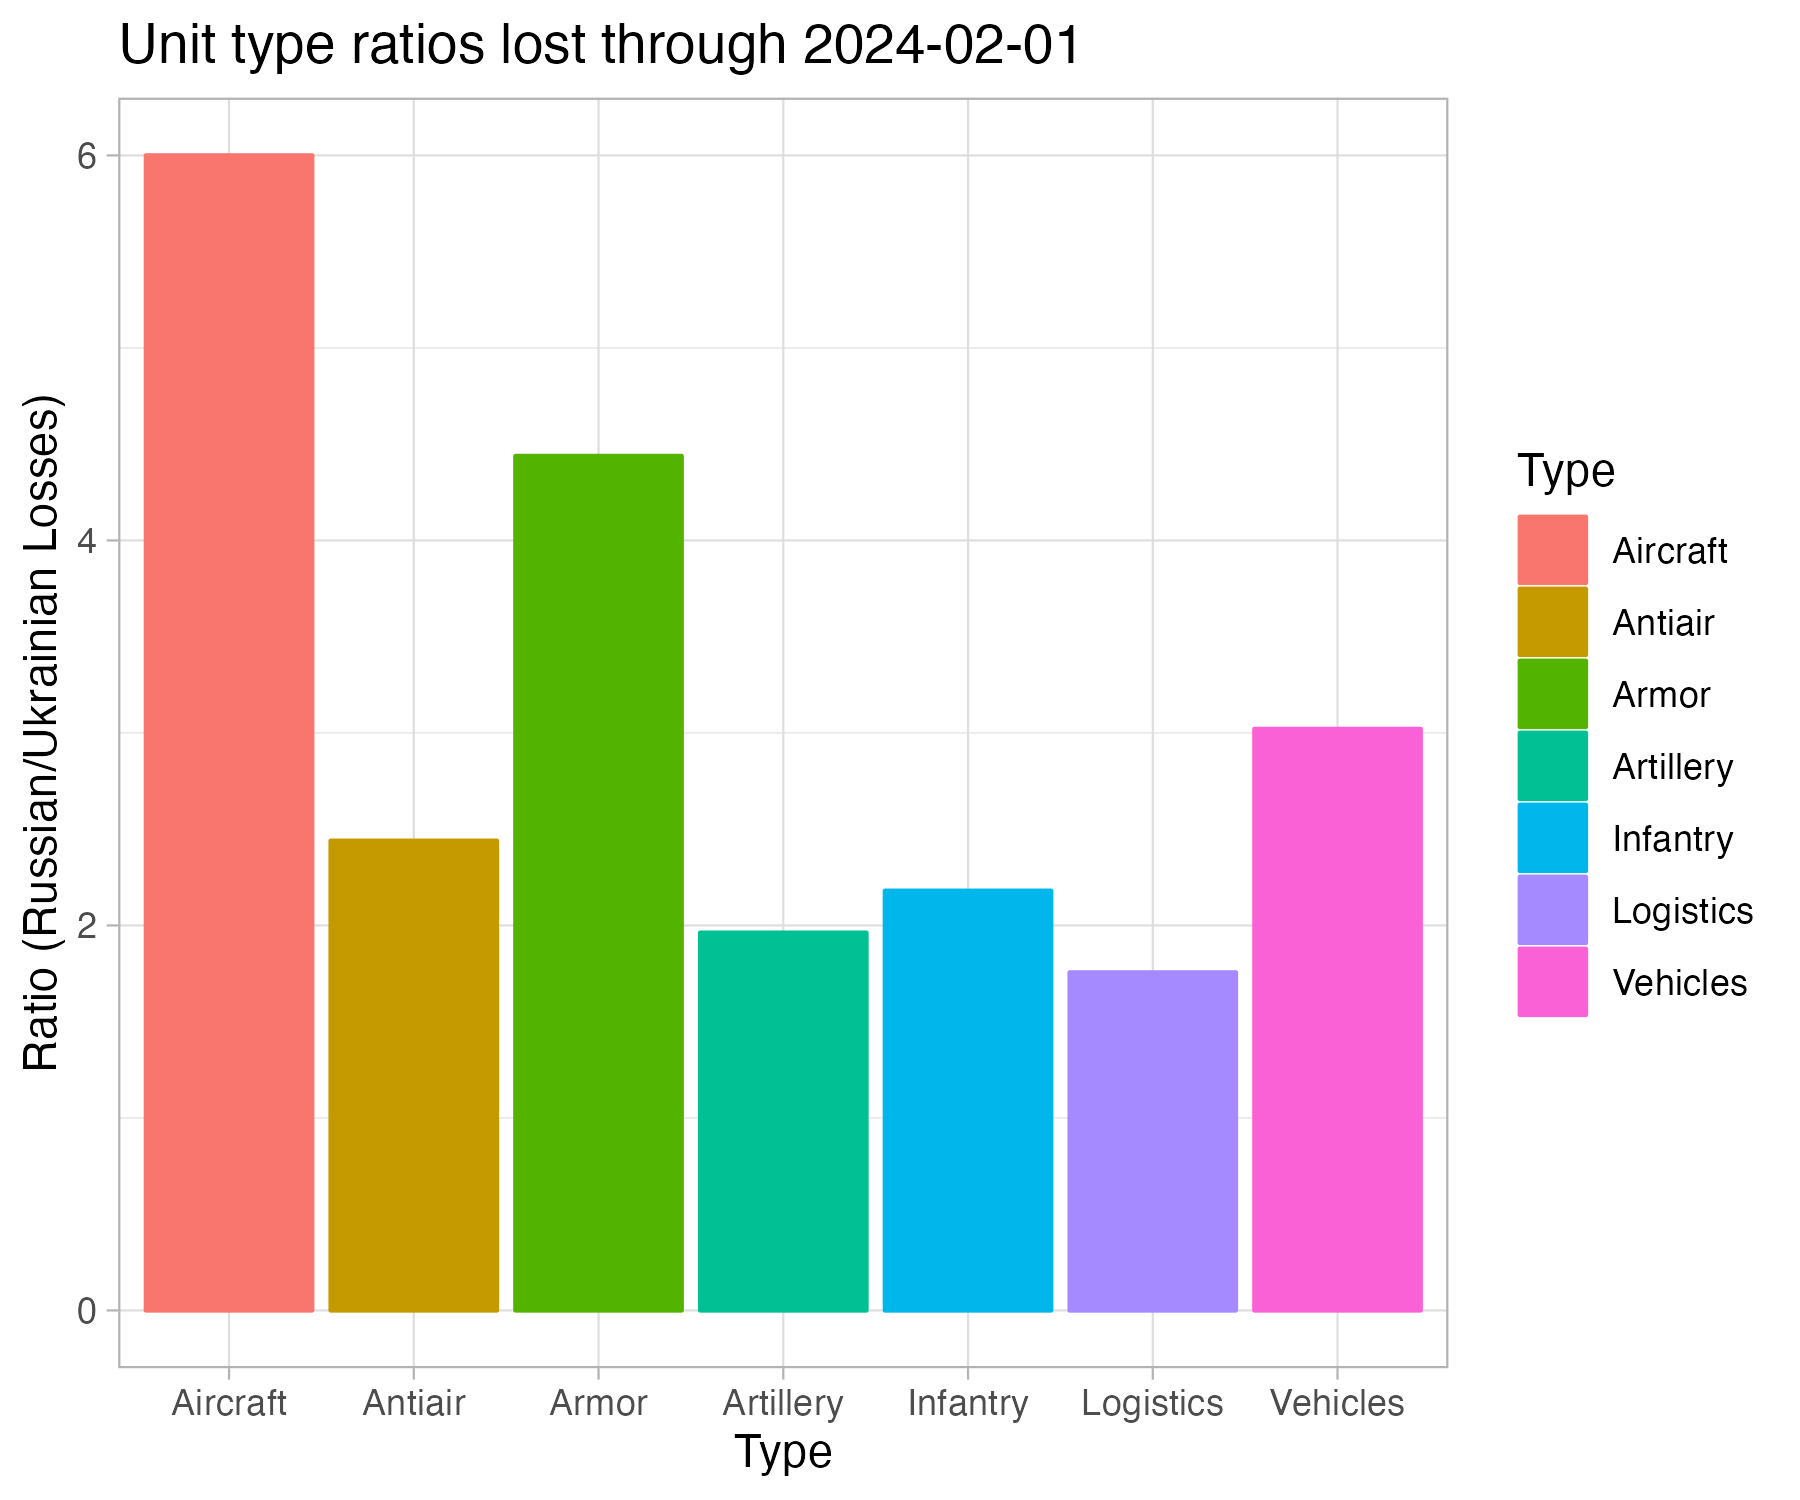 Unit type ratios lost through 2024-02-01
Ratio (Russian/Ukrainian Losses)
6
4
2
0
Aircraft
Antiair
Armor
Artillery
Infantry
Logistics
Vehicles
Type
Type
Aircraft
Antiair
Armor
Artillery
Infantry
Logistics
Vehicles